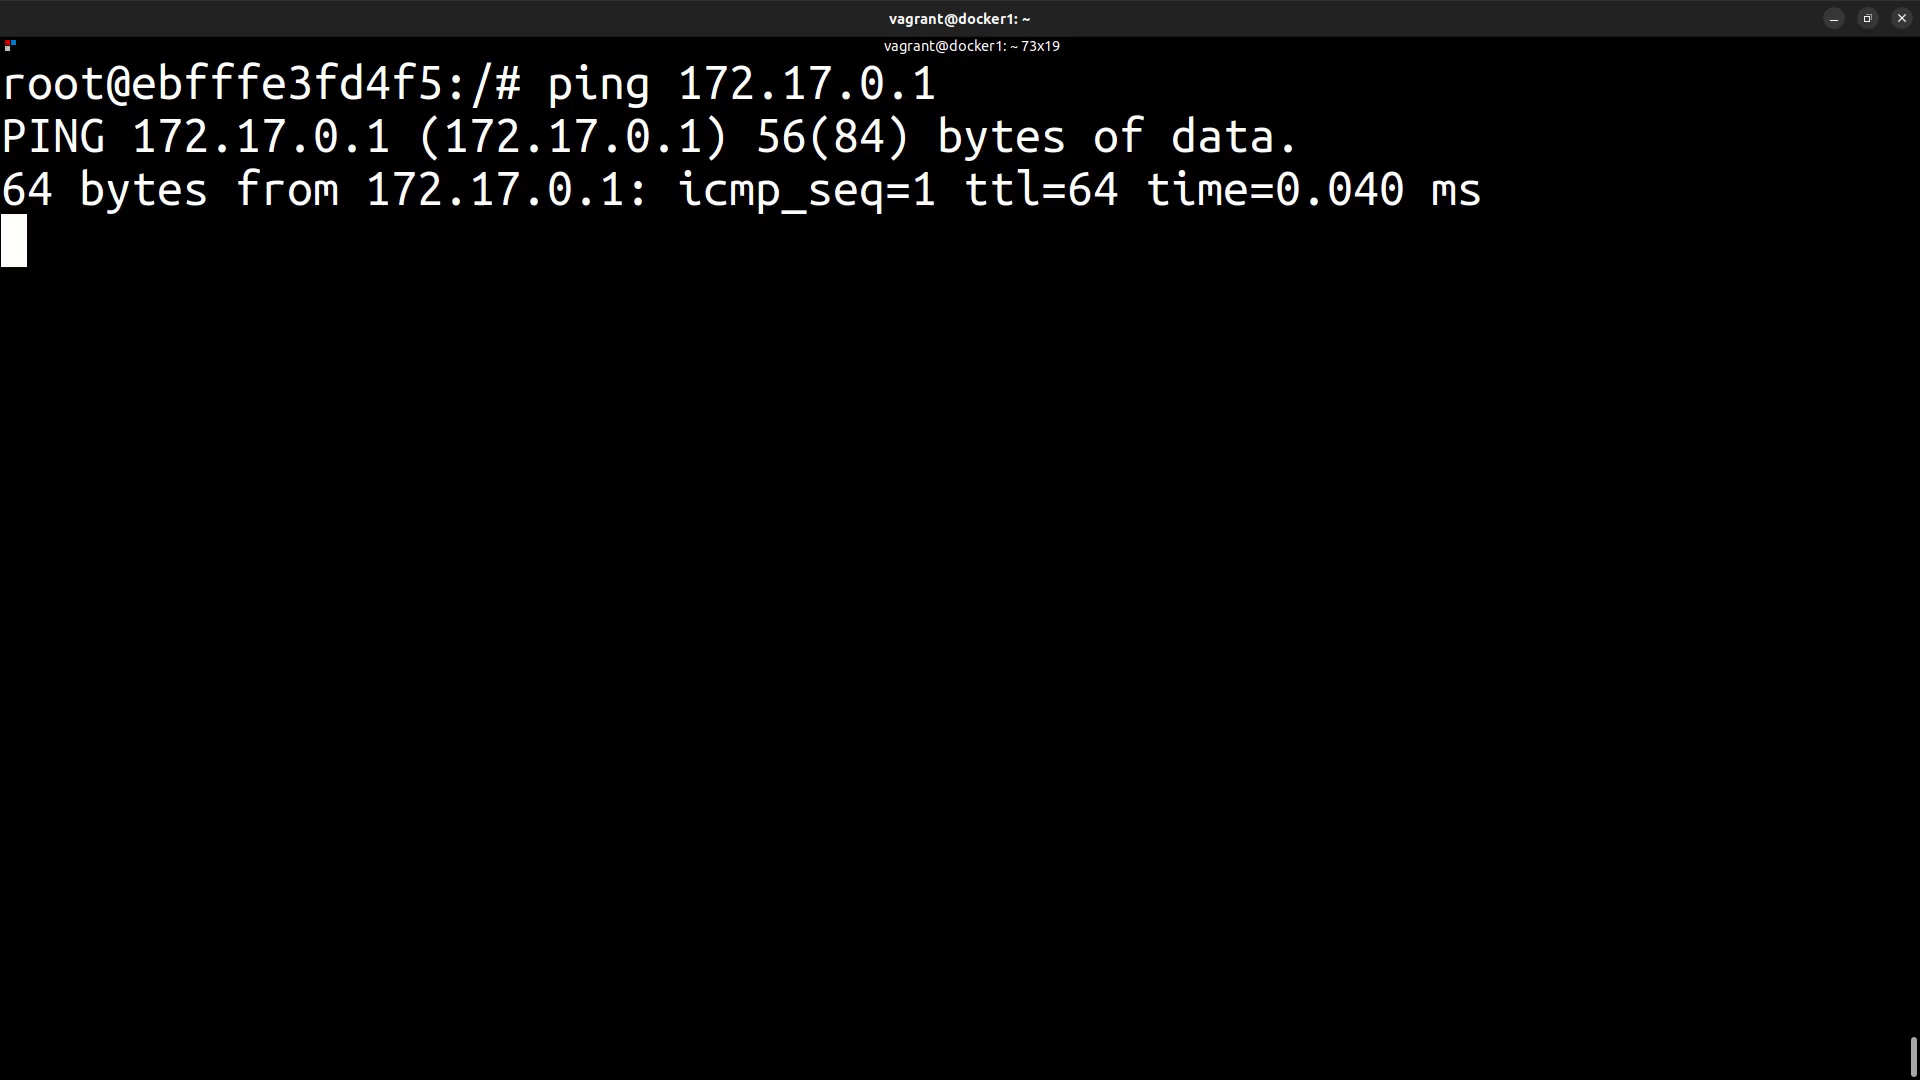 vagrant@docker1: ~
vagrant@docker1: ~ 73x19
root@ebfffe3fd4f5:/# ping 172.17.0.1
PING 172.17.0.1 (172.17.0.1) 56(84) bytes of data.
64 bytes from 172.17.0.1: icmp_seq=1 ttl=64 time=0.040 ms